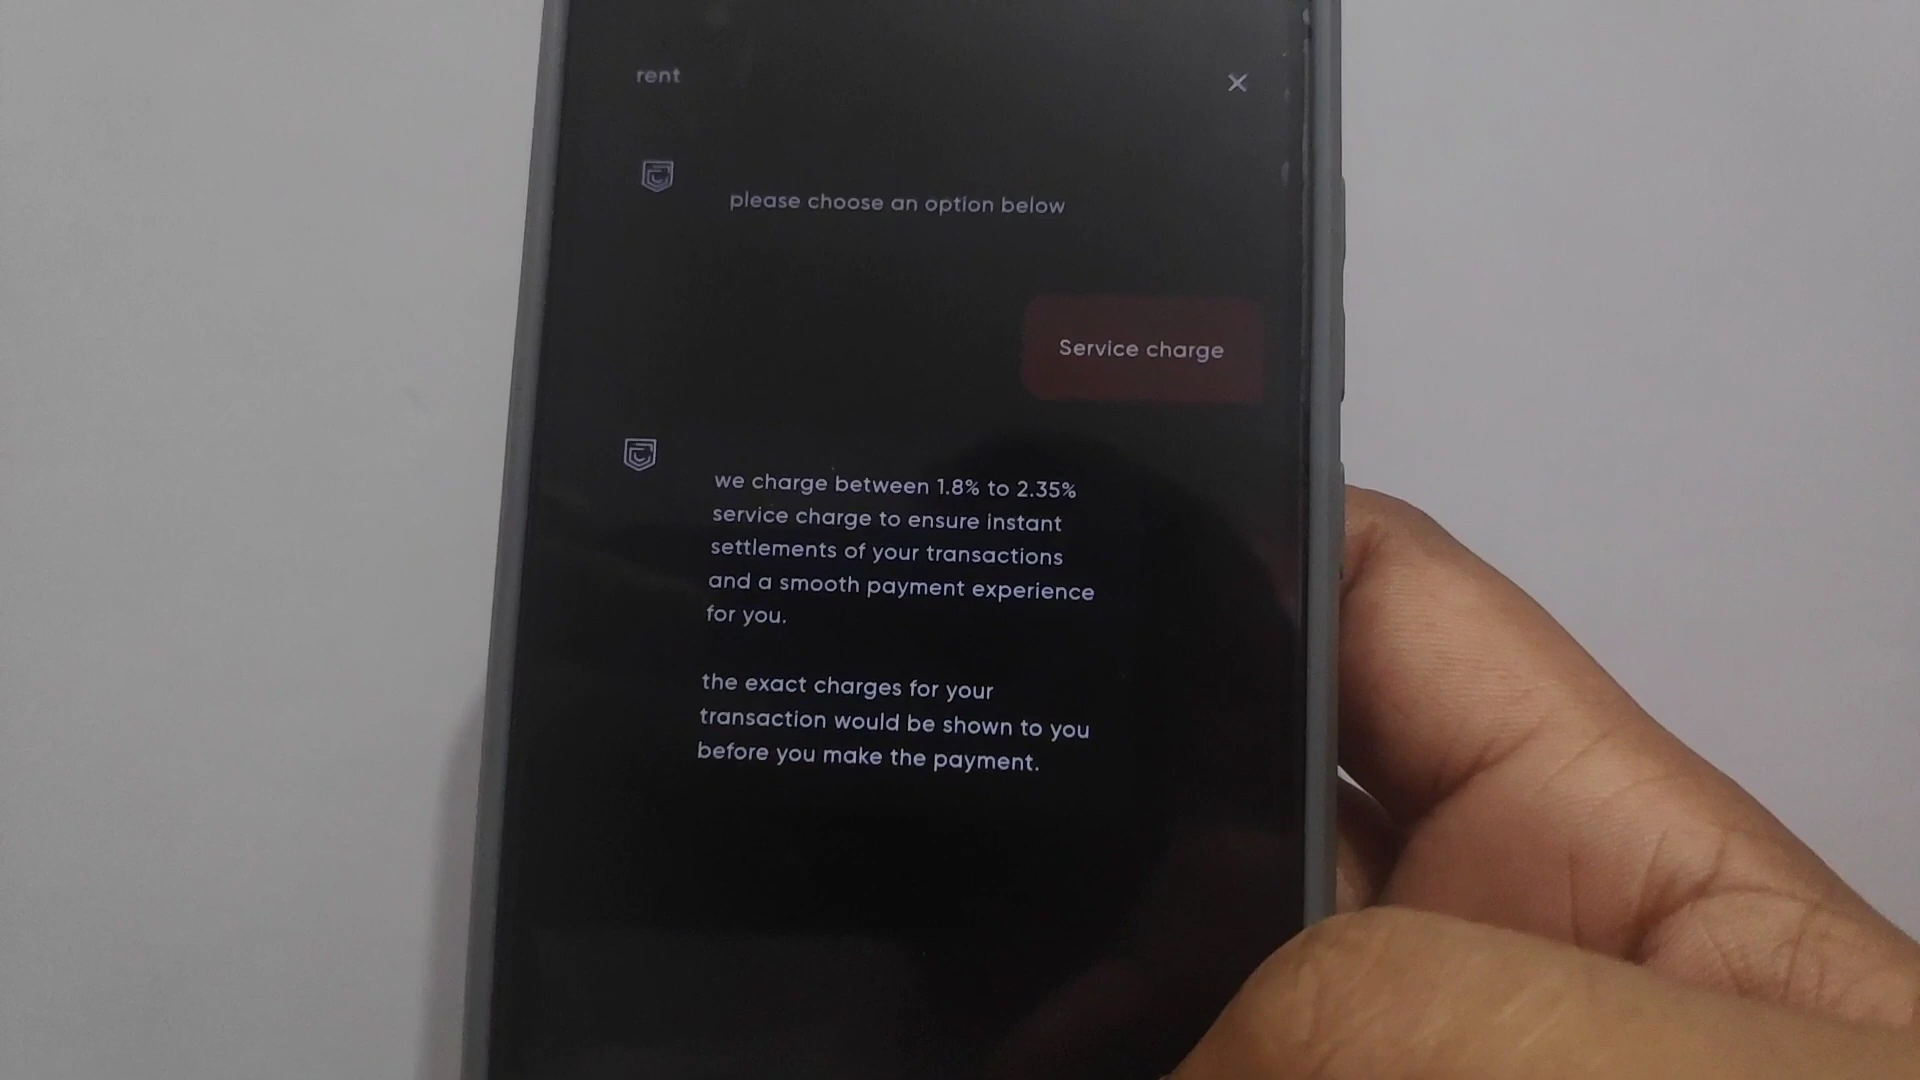 rent
please choose an option below
Service charge
we charge between 1.8% to 2.35%
service charge to ensure instant
settlements of your transactions
and a smooth payment experience
for you.
the exact charges for your
transaction would be shown to you
before you make the payment.